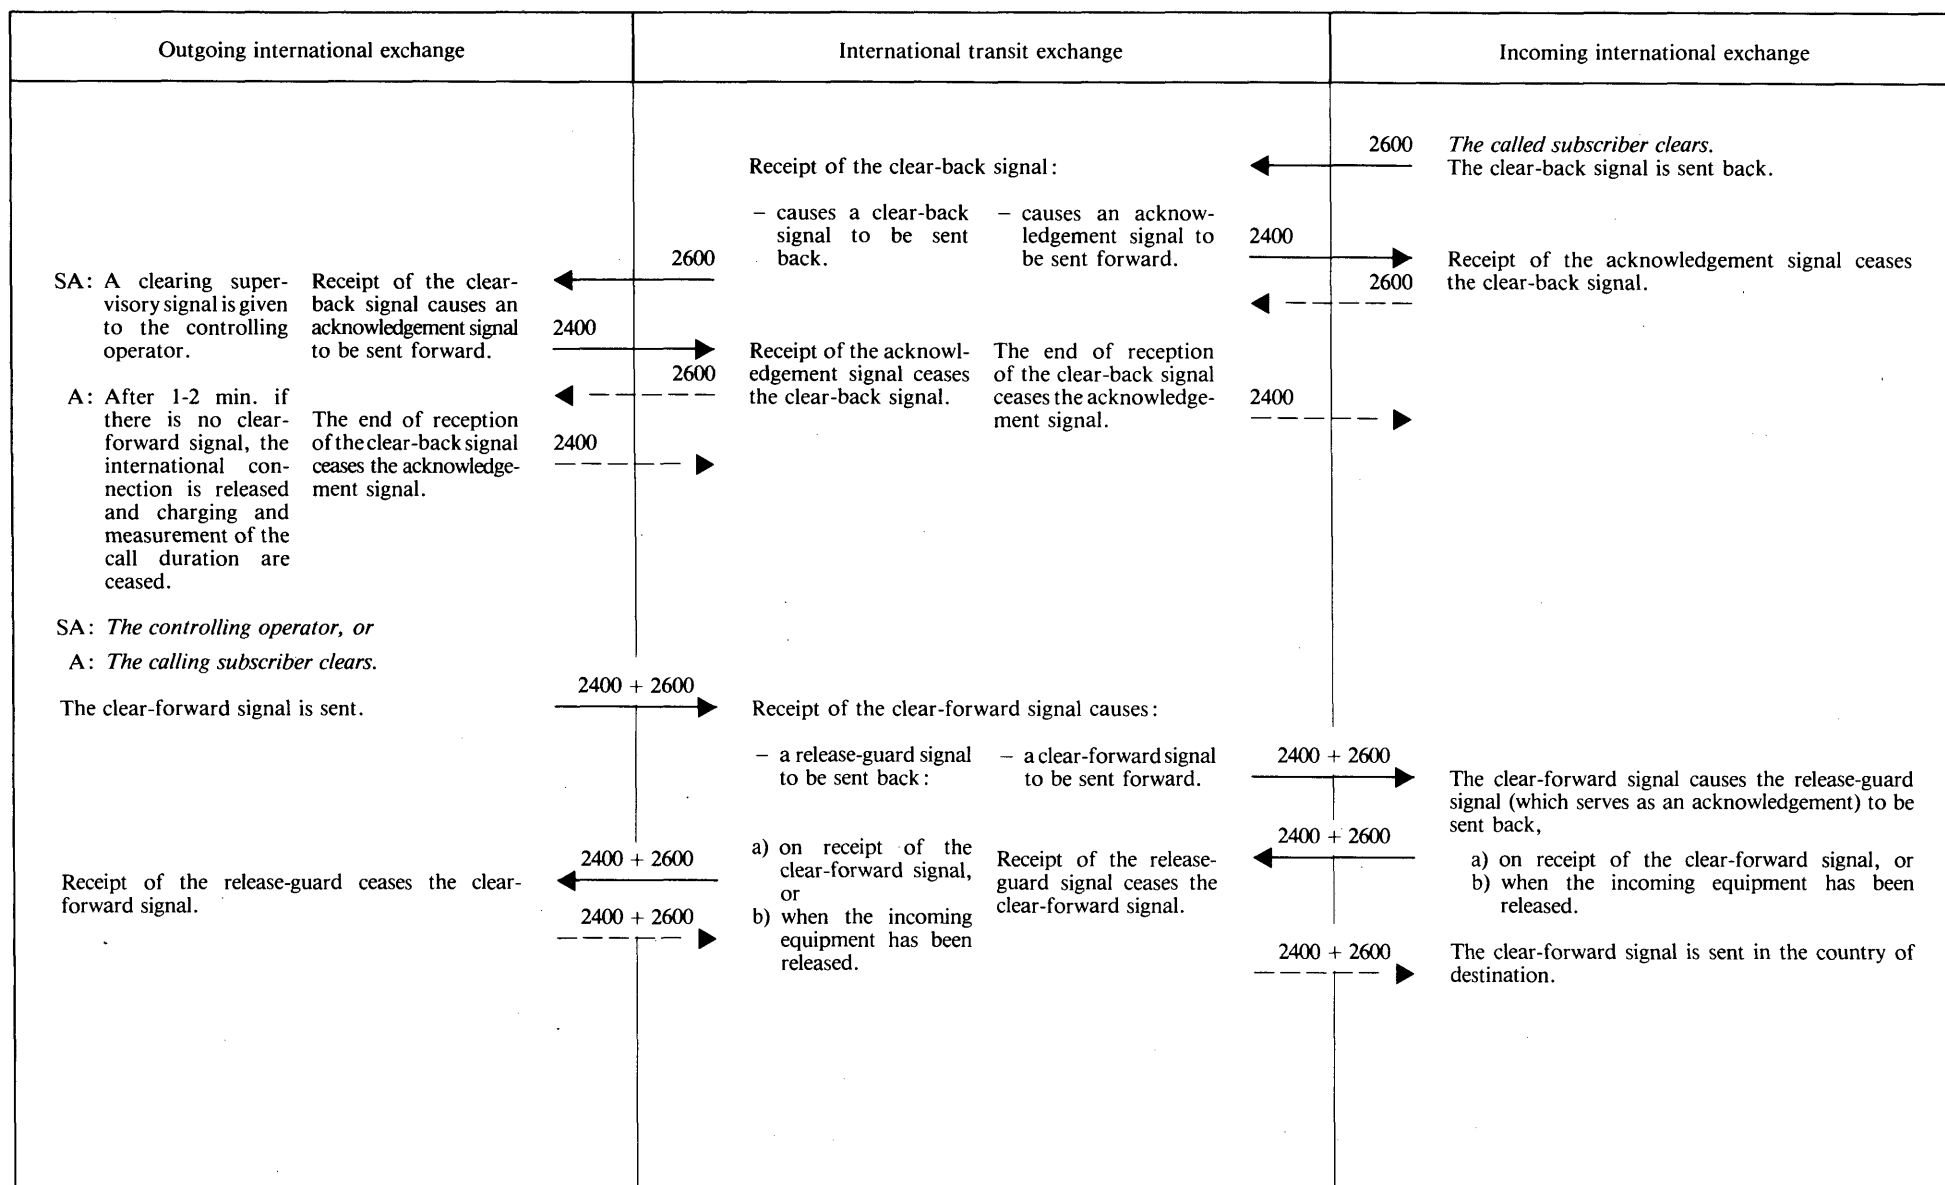 Outgoing international exchange
International transit exchange
Incoming international exchange
2600
The called subscriber clears.
The clear-back signal is sent back.
Receipt of the clear-back signal:
– causes a clear-back
signal to be sent
back.
– causes an acknow-
ledgement signal to
be sent forward.
2400
2600
Receipt of the acknowledgement signal ceases
the clear-back signal.
2600
SA: A clearing super-
visory signal is given
to the controlling
operator.
Receipt of the clear-
back signal causes an
acknowledgement signal
to be sent forward.
2400
Receipt of the acknowl-
edgement signal ceases
the clear-back signal.
The end of reception
of the clear-back signal
ceases the acknowledge-
ment signal.
2600
2400
A: After 1-2 min. if
there is no clear-
forward signal, the
international con-
nection is released
and charging and
measurement of the
call duration are
ceased.
The end of reception
of the clear-back signal
ceases the acknowledge-
ment signal.
2400
SA: The controlling operator, or
A: The calling subscriber clears.
The clear-forward signal is sent.
2400 + 2600
Receipt of the clear-forward signal causes:
– a release-guard signal
to be sent back:
– a clear-forward signal
to be sent forward.
2400 + 2600
The clear-forward signal causes the release-guard
signal (which serves as an acknowledgement) to be
sent back,
2400 + 2600
a) on receipt of the clear-forward signal, or
b) when the incoming equipment has been
released.
a) on receipt of the
clear-forward signal,
or
b) when the incoming
equipment has been
released.
Receipt of the release-
guard signal ceases the
clear-forward signal.
2400 + 2600
Receipt of the release-guard ceases the clear-
forward signal.
2400 + 2600
2400 + 2600
The clear-forward signal is sent in the country of
destination.